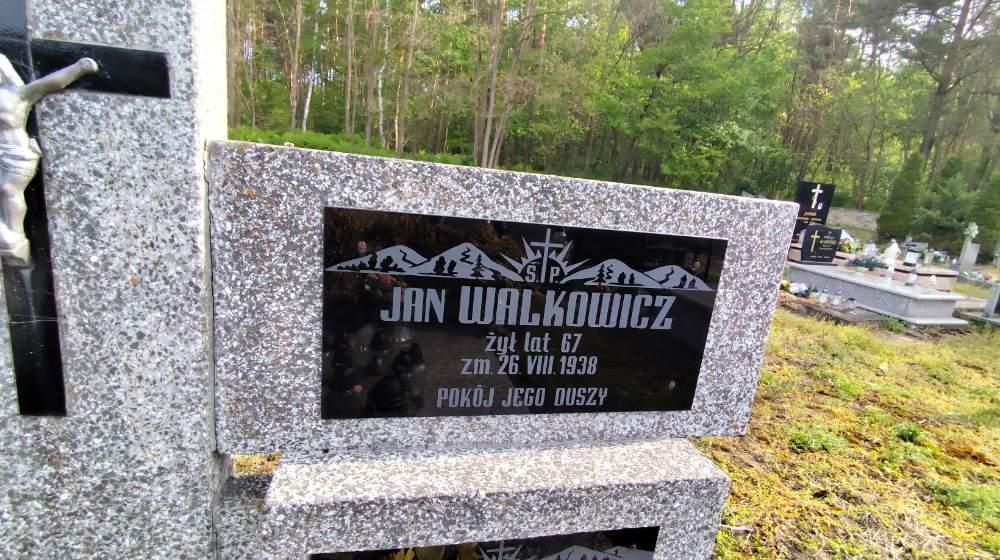 Ś P.
JAN WALKOWICZ
żył lat 67
zm. 26. VIII. 1938
POKÓJ JEGO DUSZY